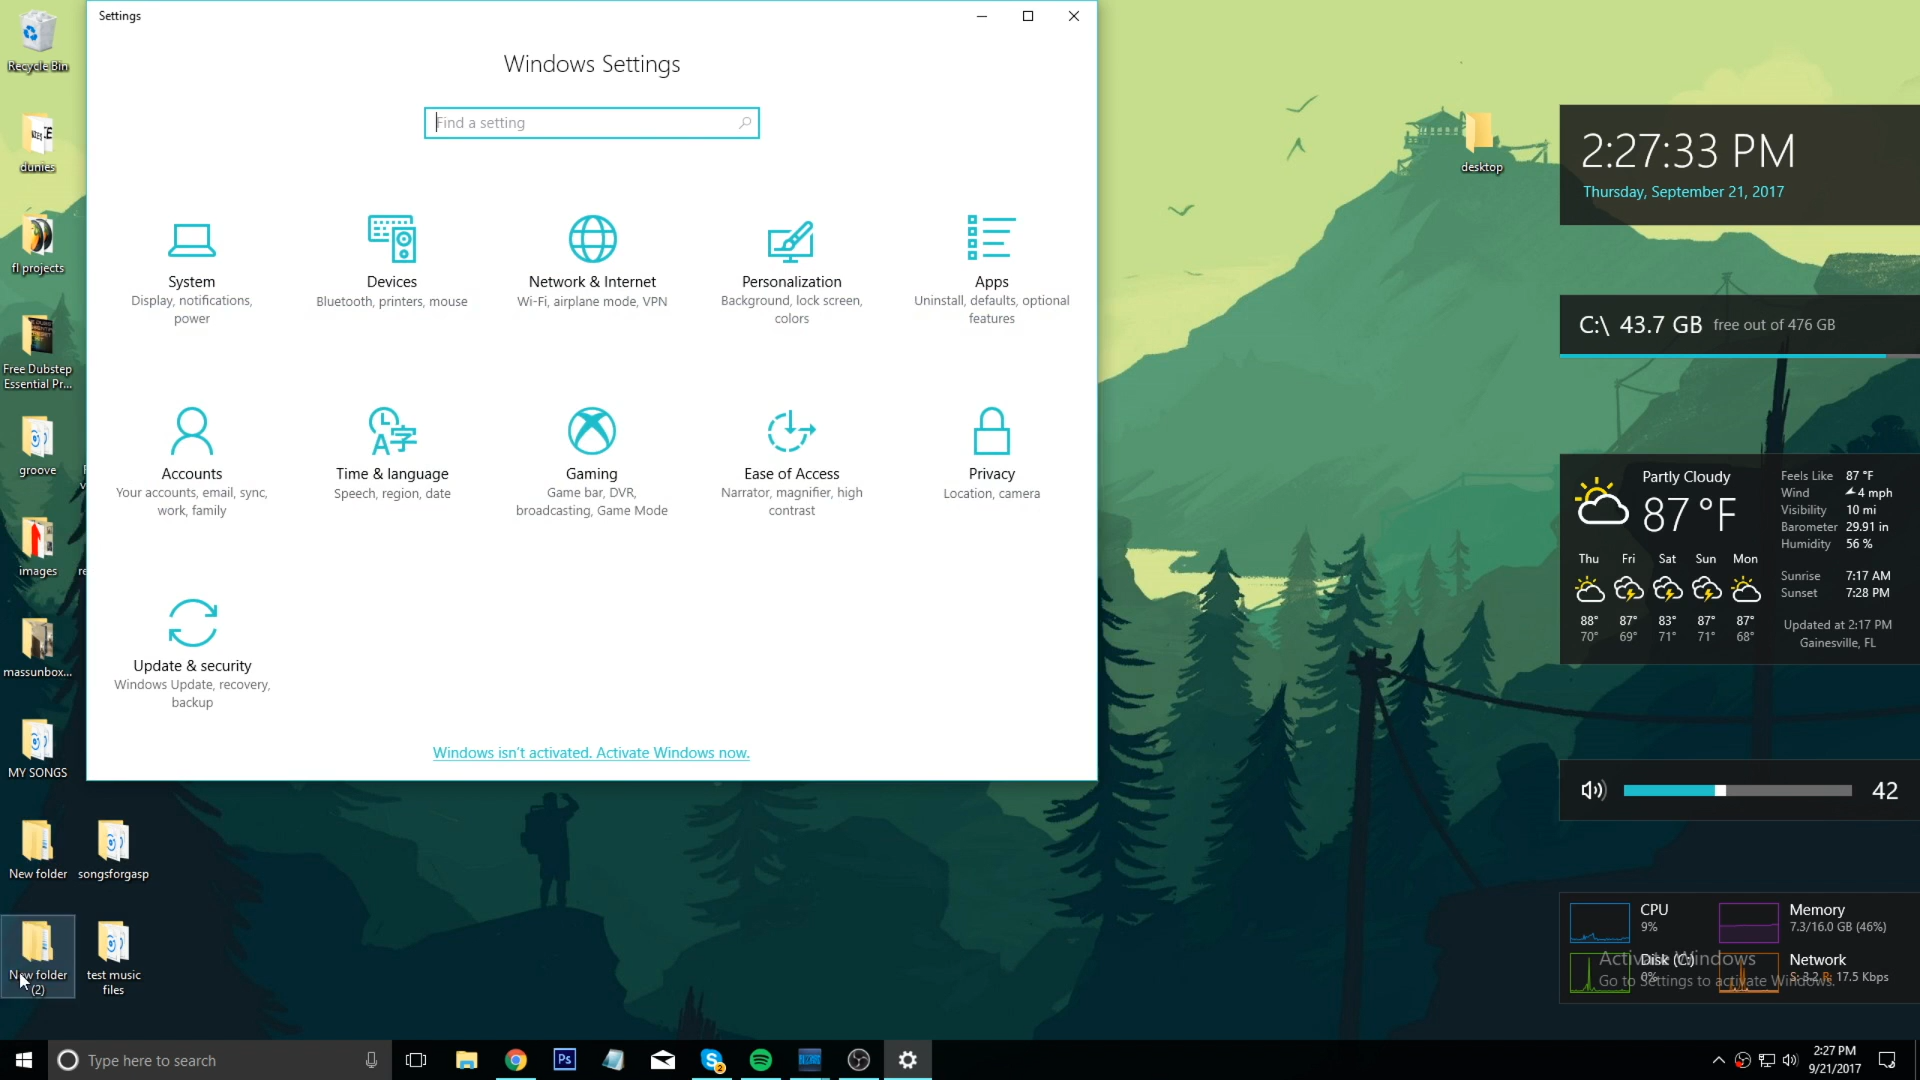 Settings
Windows Settings
Find a setting
System
Display, notifications,
power
Devices
Bluetooth, printers, mouse
Network & Internet
Wi-Fi, airplane mode, VPN
Personalization
Background, lock screen,
colors
Apps
Uninstall, defaults, optional
features
Accounts
Your accounts, email, sync,
work, family
Time & language
Speech, region, date
Gaming
Game bar, DVR,
broadcasting, Game Mode
Ease of Access
Narrator, magnifier, high
contrast
Privacy
Location, camera
Update & security
Windows Update, recovery,
backup
Windows isn't activated. Activate Windows now.
Recycle Bin
dunies
fl projects
Free Dubstep
Essential Pr...
groove
images
massunbox...
MY SONGS
New folder
songsforgasp
New folder
(2)
test music
files
desktop
2:27:33 PM
Thursday, September 21, 2017
C:\ 43.7 GB free out of 476 GB
Partly Cloudy
87 °F
Feels Like 87 °F
Wind 4 mph
Visibility 10 mi
Barometer 29.91 in
Humidity 56 %
Thu Fri Sat Sun Mon
88° 87° 83° 87° 87°
70° 69° 71° 71° 68°
Sunrise 7:17 AM
Sunset 7:28 PM
Updated at 2:17 PM
Gainesville, FL
42
CPU
9%
Memory
7.3/16.0 GB (46%)
Disk (C:)
0%
Network
S: 3.2 R: 17.5 Kbps
Activate Windows
Go to Settings to activate Windows.
Type here to search
Ps
2
2:27 PM
9/21/2017